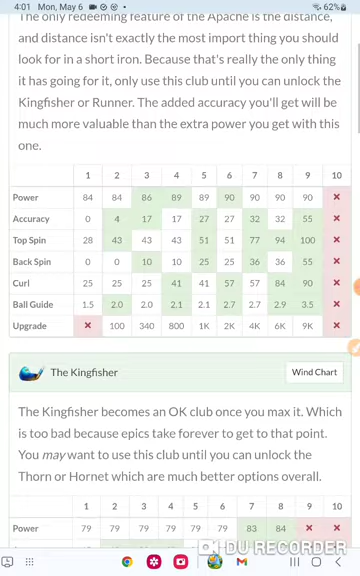 4:01 Mon, May 6 62%
The only redeeming feature of the Apache is the distance,
and distance isn't exactly the most import thing you should
look for in a short iron. Because that's really the only thing
it has going for it, only use this club until you can unlock the
Kingfisher or Runner. The added accuracy you'll get will be
much more valuable than the extra power you get with this
one.
1 2 3 4 5 6 7 8 9 10
Power 84 84 86 89 89 90 90 90 90 ×
Accuracy 0 4 17 17 27 27 32 32 55 ×
Top Spin 28 43 43 43 51 51 77 94 100 ×
Back Spin 0 0 10 10 25 25 36 36 55 ×
Curl 25 25 25 41 41 57 57 84 90 ×
Ball Guide 1.5 2.0 2.0 2.1 2.1 2.7 2.7 2.9 3.5 ×
Upgrade × 100 340 800 1K 2K 4K 6K 9K ×
The Kingfisher Wind Chart
The Kingfisher becomes an OK club once you max it. Which
is too bad because epics take forever to get to that point.
You may want to use this club until you can unlock the
Thorn or Hornet which are much better options overall.
1 2 3 4 5 6 7 8 9 10
Power 79 79 79 79 79 79 83 84 × ×
DU RECORDER